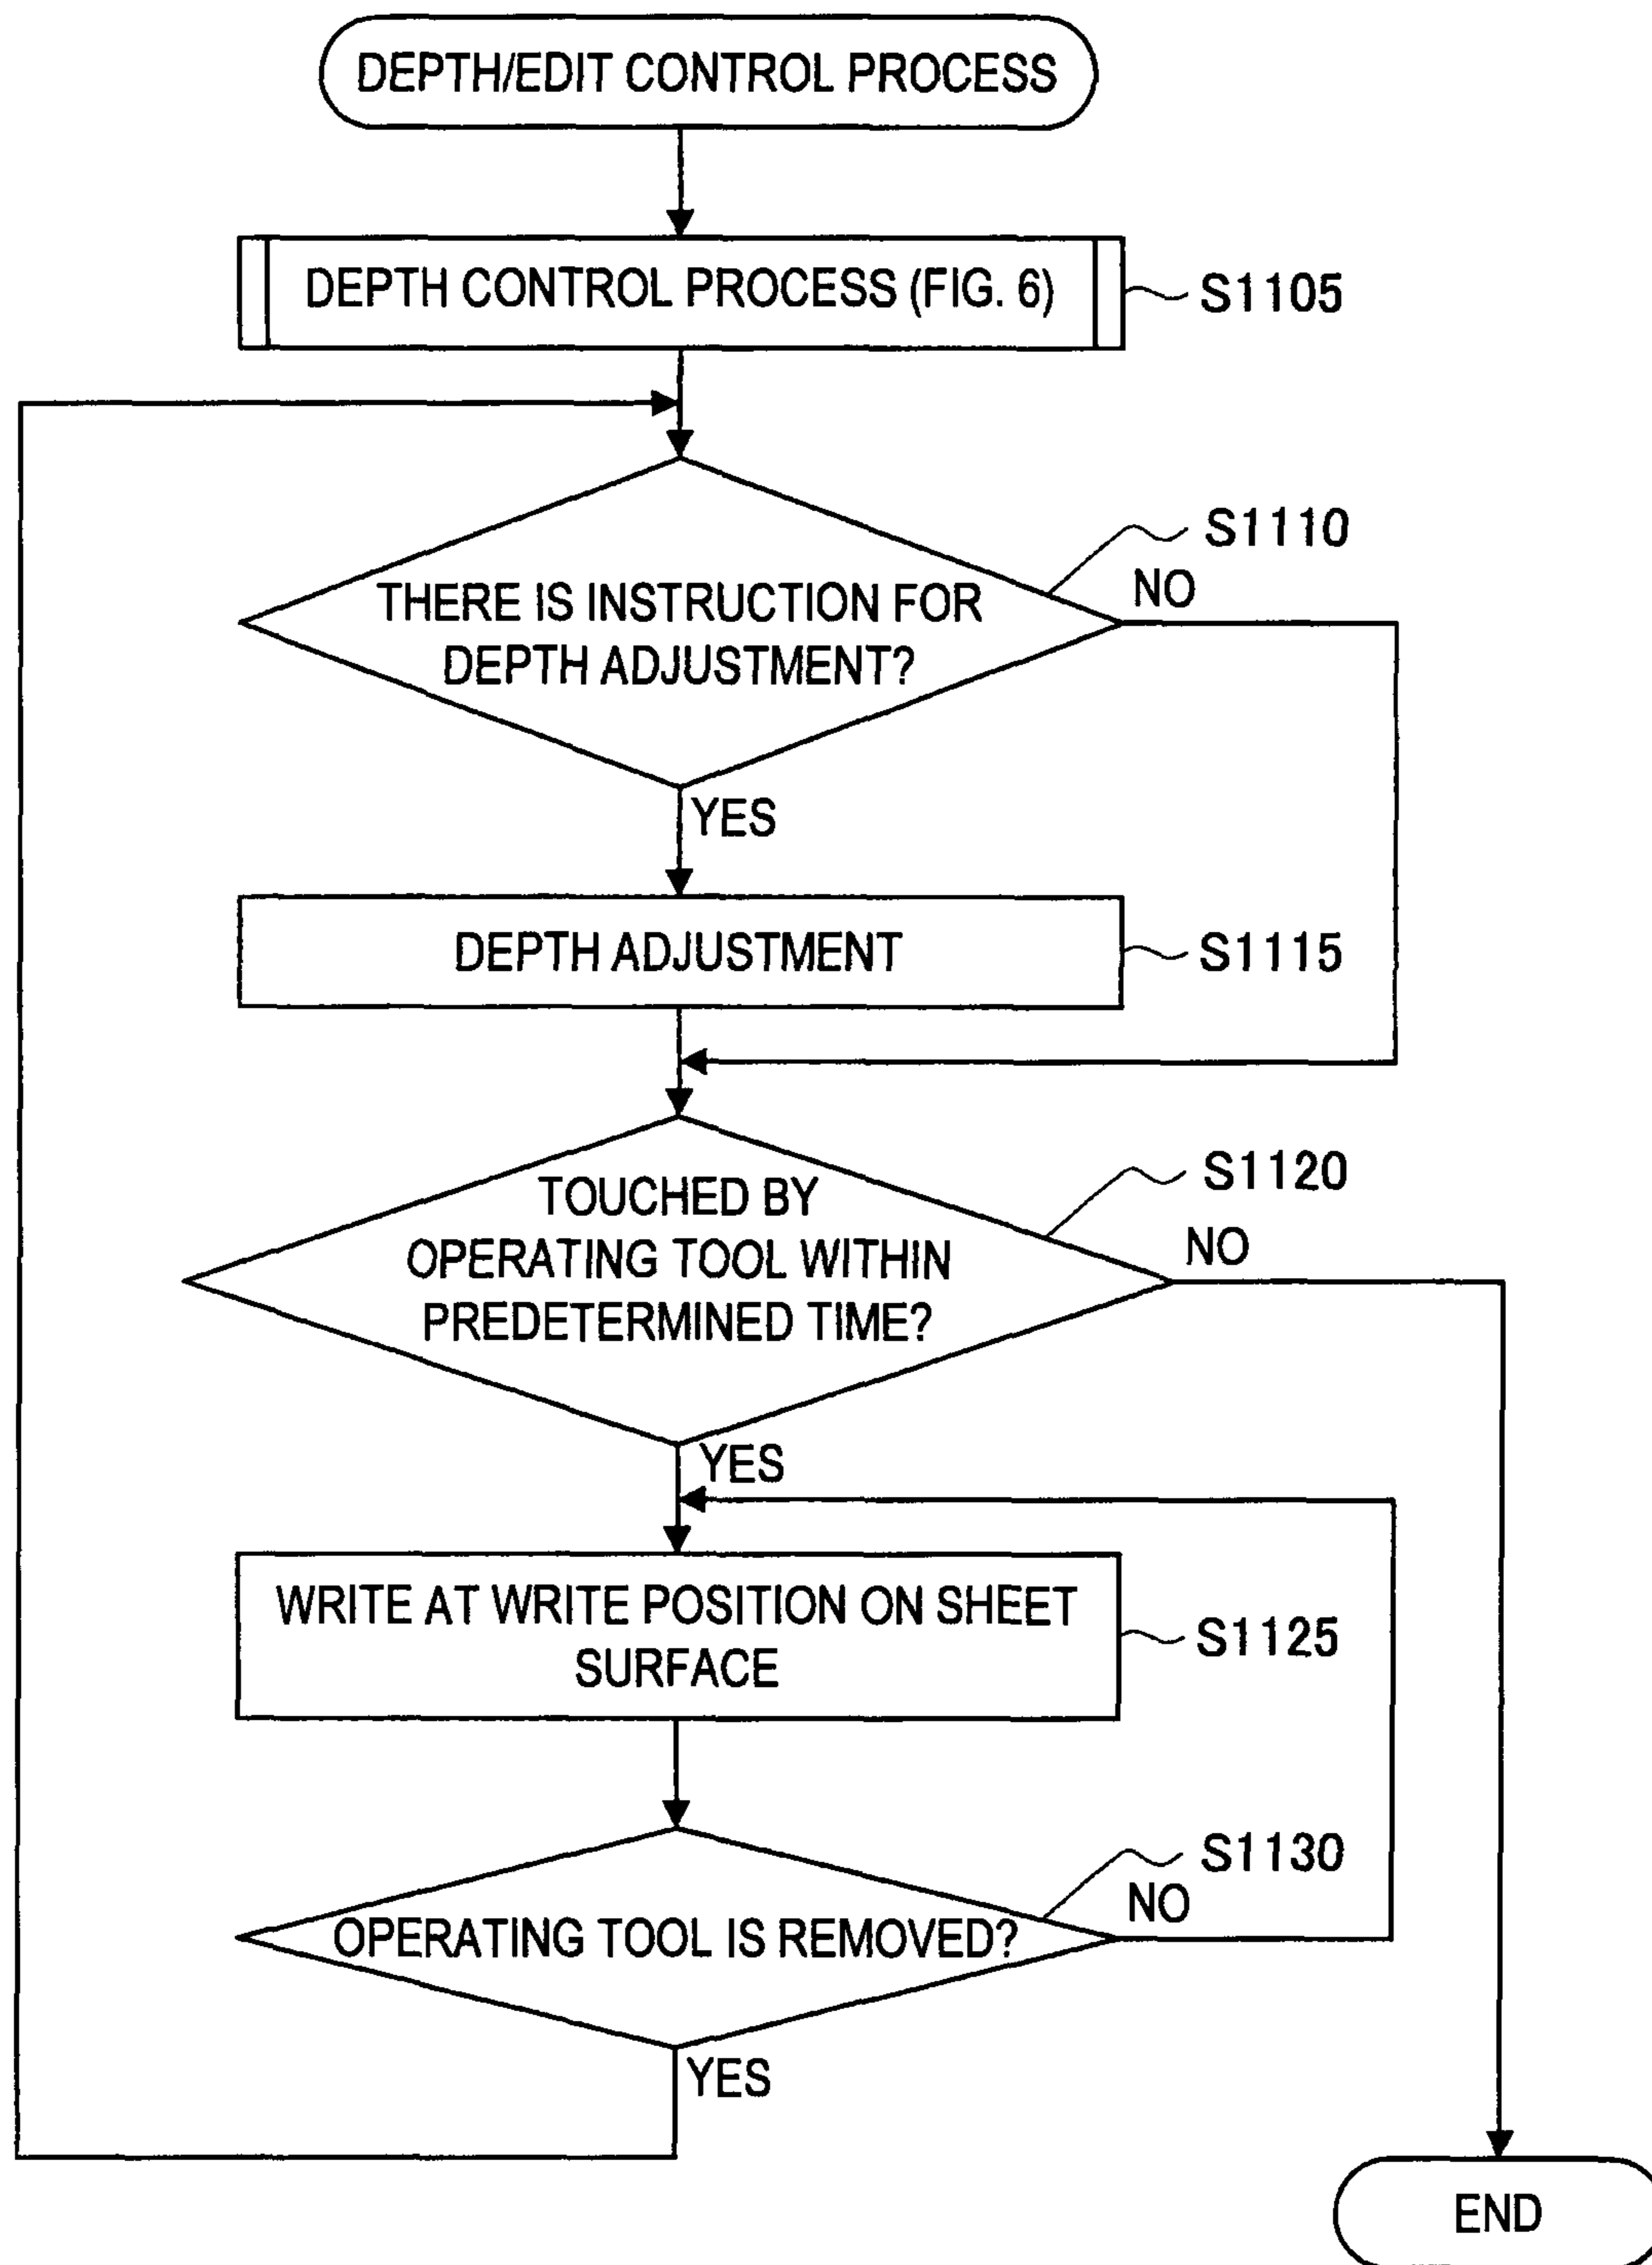 DEPTH/EDIT CONTROL PROCESS
DEPTH CONTROL PROCESS (FIG. 6)
S1105
S1110
NO
THERE IS INSTRUCTION FOR
DEPTH ADJUSTMENT?
YES
DEPTH ADJUSTMENT
S1115
S1120
TOUCHED BY
OPERATING TOOL WITHIN
PREDETERMINED TIME?
NO
YES
WRITE AT WRITE POSITION ON SHEET
SURFACE
S1125
S1130
NO
OPERATING TOOL IS REMOVED?
YES
END